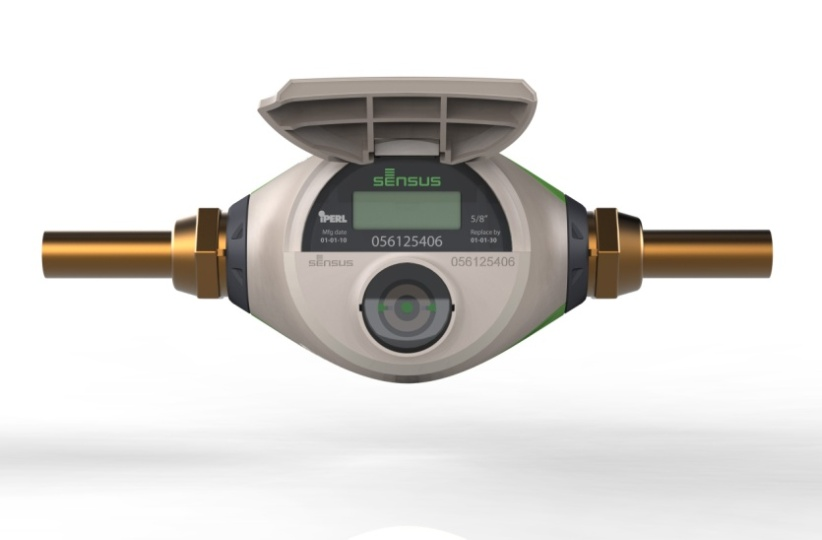 SENSUS
iPERL
5/8"
Mfg date
01-01-10
056125406
Replace by
01-01-30
SENSUS
056125406